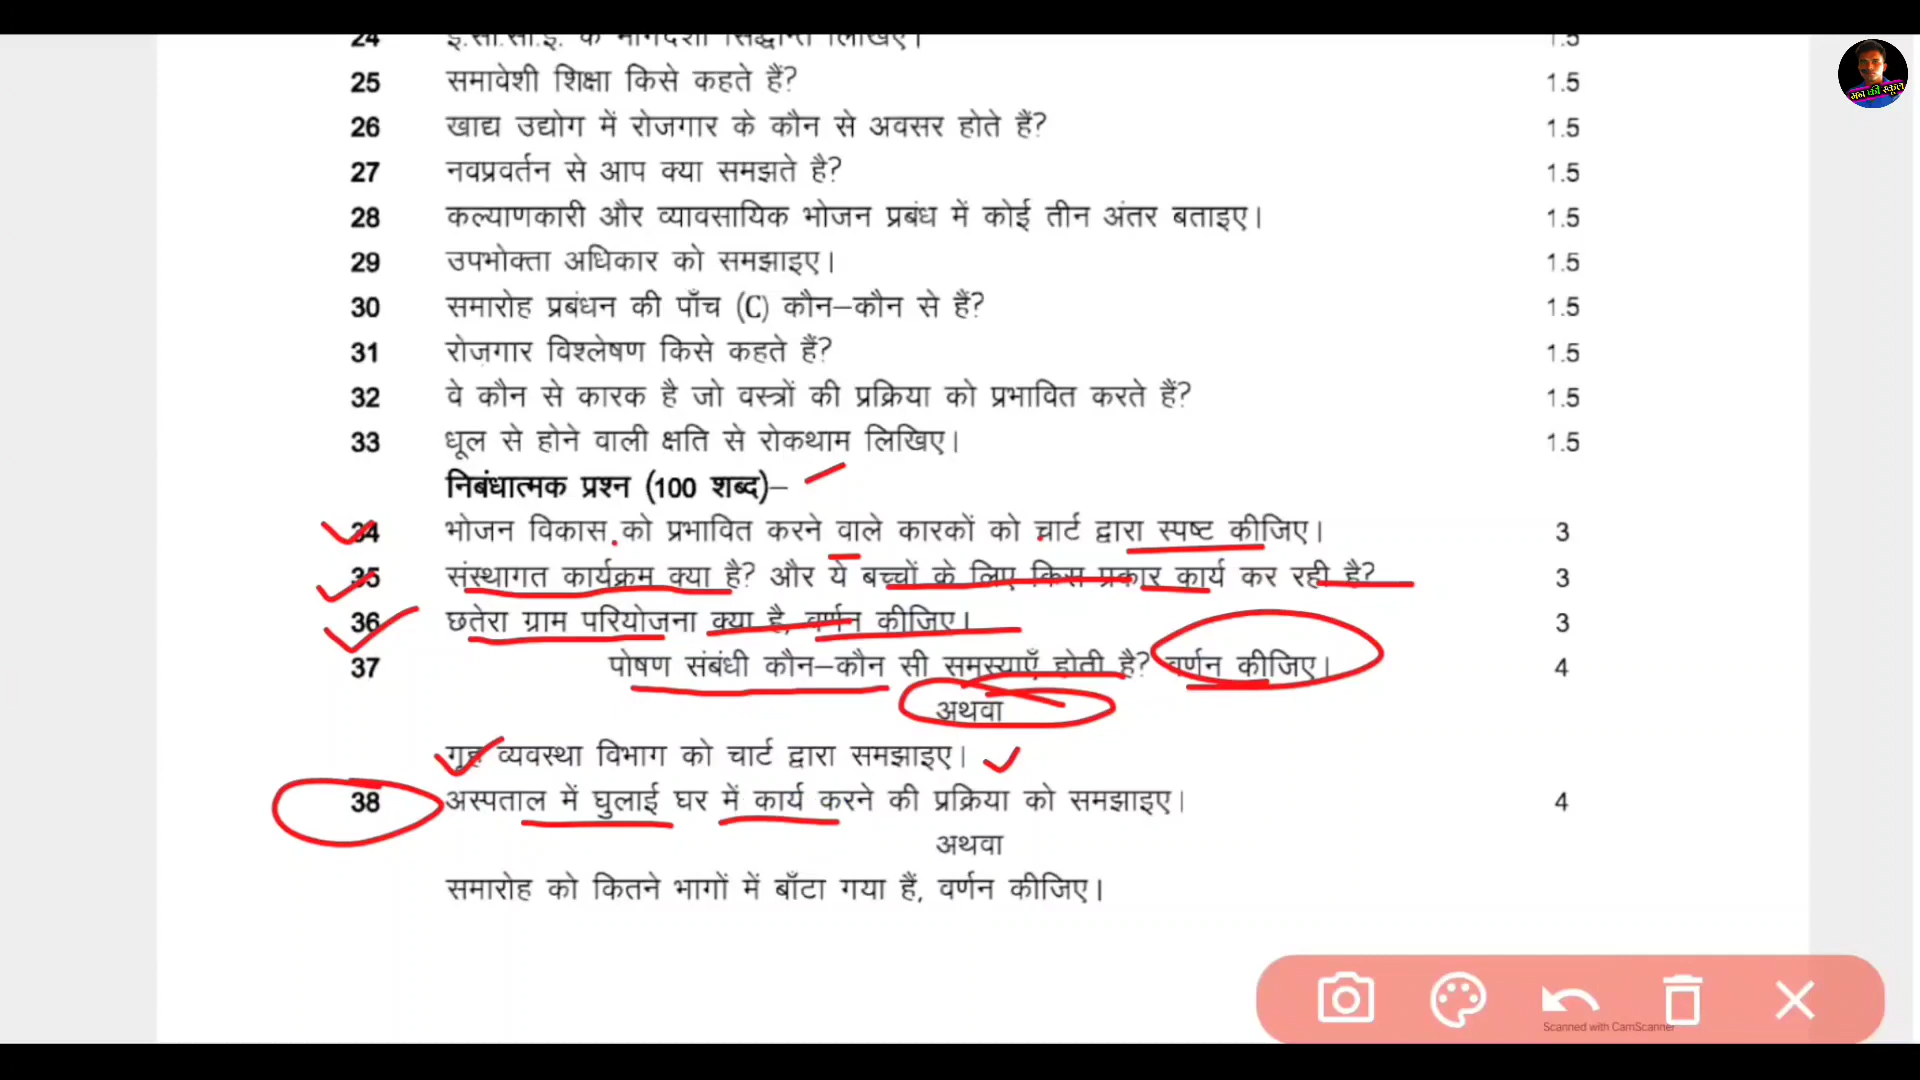 24 ई.सी.सी.ई. के मार्गदर्शी सिद्धान्त लिखिए। 1.5
25 समावेशी शिक्षा किसे कहते हैं? 1.5
26 खाद्य उद्योग में रोजगार के कौन से अवसर होते हैं? 1.5
27 नवप्रवर्तन से आप क्या समझते है? 1.5
28 कल्याणकारी और व्यावसायिक भोजन प्रबंध में कोई तीन अंतर बताइए। 1.5
29 उपभोक्ता अधिकार को समझाइए। 1.5
30 समारोह प्रबंधन की पाँच (C) कौन–कौन से हैं? 1.5
31 रोजगार विश्लेषण किसे कहते हैं? 1.5
32 वे कौन से कारक है जो वस्त्रों की प्रक्रिया को प्रभावित करते हैं? 1.5
33 धूल से होने वाली क्षति से रोकथाम लिखिए। 1.5
निबंधात्मक प्रश्न (100 शब्द)–
34 भोजन विकास को प्रभावित करने वाले कारकों को चार्ट द्वारा स्पष्ट कीजिए। 3
35 संस्थागत कार्यक्रम क्या है? और ये बच्चों के लिए किस प्रकार कार्य कर रही है? 3
36 छतेरा ग्राम परियोजना क्या है, वर्णन कीजिए। 3
37 पोषण संबंधी कौन–कौन सी समस्याएँ होती है? वर्णन कीजिए। 4
अथवा
गृह व्यवस्था विभाग को चार्ट द्वारा समझाइए।
38 अस्पताल में घुलाई घर में कार्य करने की प्रक्रिया को समझाइए। 4
अथवा
समारोह को कितने भागों में बाँटा गया हैं, वर्णन कीजिए।
Scanned with CamScanner
मन की स्कूल